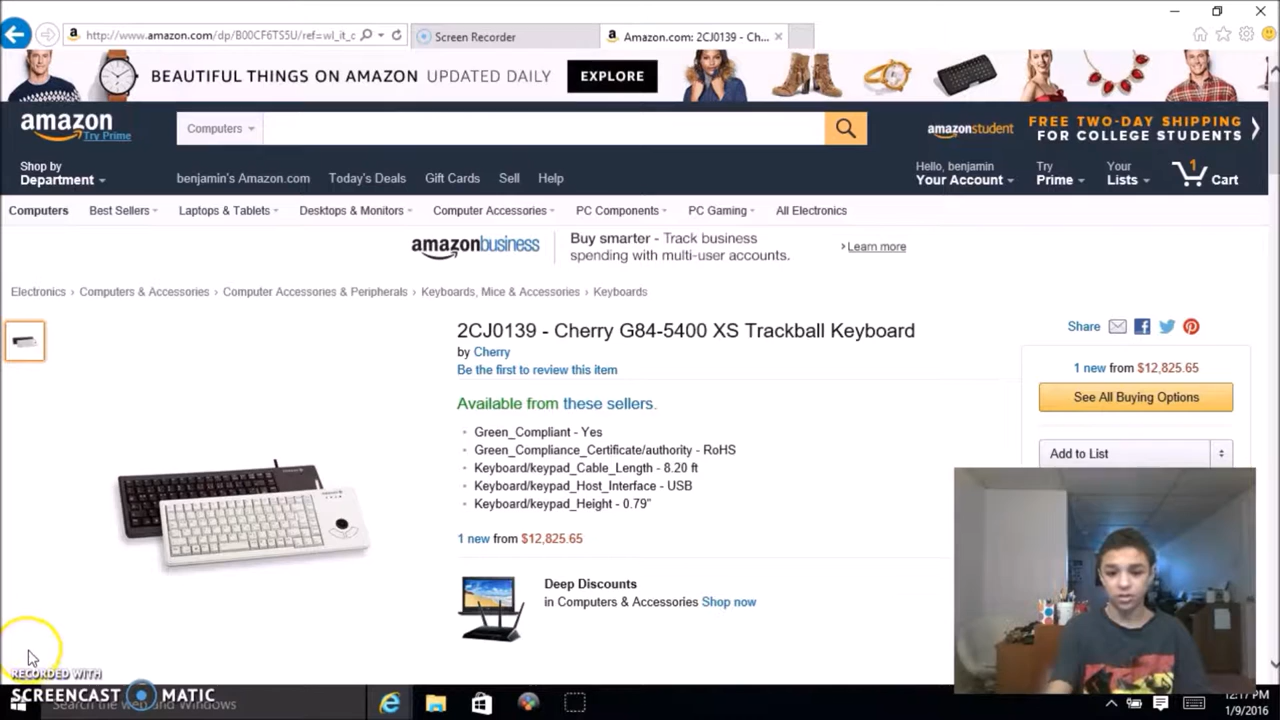 http://www.amazon.com/dp/B00CF6TS5U/ref=wl_it_c
Screen Recorder
Amazon.com: 2CJ0139 - Ch...
BEAUTIFUL THINGS ON AMAZON UPDATED DAILY
EXPLORE
amazon
Try Prime
Computers
amazonstudent
FREE TWO-DAY SHIPPING
FOR COLLEGE STUDENTS
Shop by
Department
benjamin's Amazon.com
Today's Deals
Gift Cards
Sell
Help
Hello, benjamin
Your Account
Try
Prime
Your
Lists
1
Cart
Computers
Best Sellers
Laptops & Tablets
Desktops & Monitors
Computer Accessories
PC Components
PC Gaming
All Electronics
amazonbusiness
Buy smarter - Track business
spending with multi-user accounts.
› Learn more
Electronics › Computers & Accessories › Computer Accessories & Peripherals › Keyboards, Mice & Accessories › Keyboards
2CJ0139 - Cherry G84-5400 XS Trackball Keyboard
by Cherry
Be the first to review this item
Available from these sellers.
Green_Compliant - Yes
Green_Compliance_Certificate/authority - RoHS
Keyboard/keypad_Cable_Length - 8.20 ft
Keyboard/keypad_Host_Interface - USB
Keyboard/keypad_Height - 0.79"
1 new from $12,825.65
Deep Discounts
in Computers & Accessories Shop now
Share
1 new from $12,825.65
See All Buying Options
Add to List
RECORDED WITH
SCREENCAST MATIC
Search the web and Windows
12:17 PM
1/9/2016